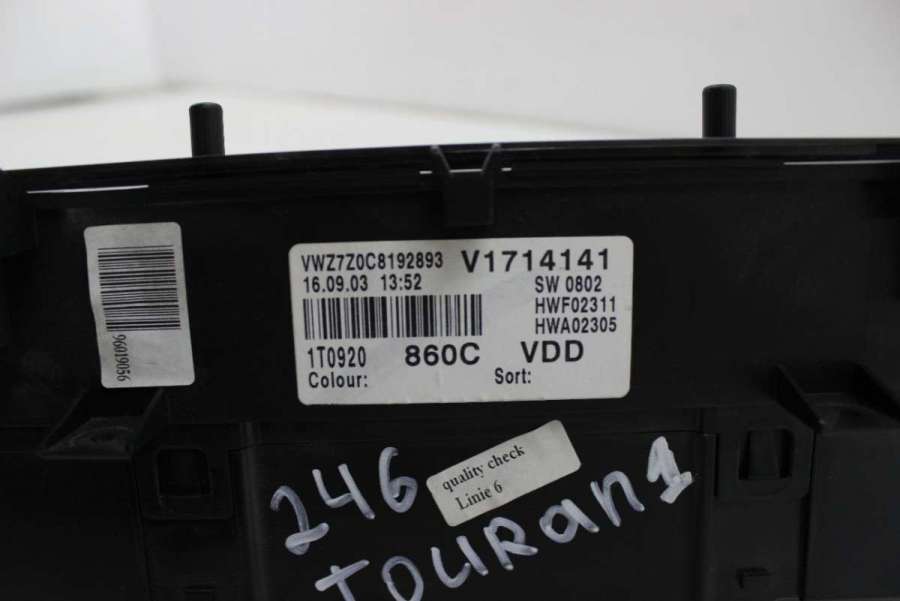 96019056
VWZ7Z0C8192893 V1714141
16.09.03 13:52 SW 0802
HWF02311
HWA02305
1T0920 860C VDD
Colour: Sort:
quality check
Linie 6
246
TOURAN1